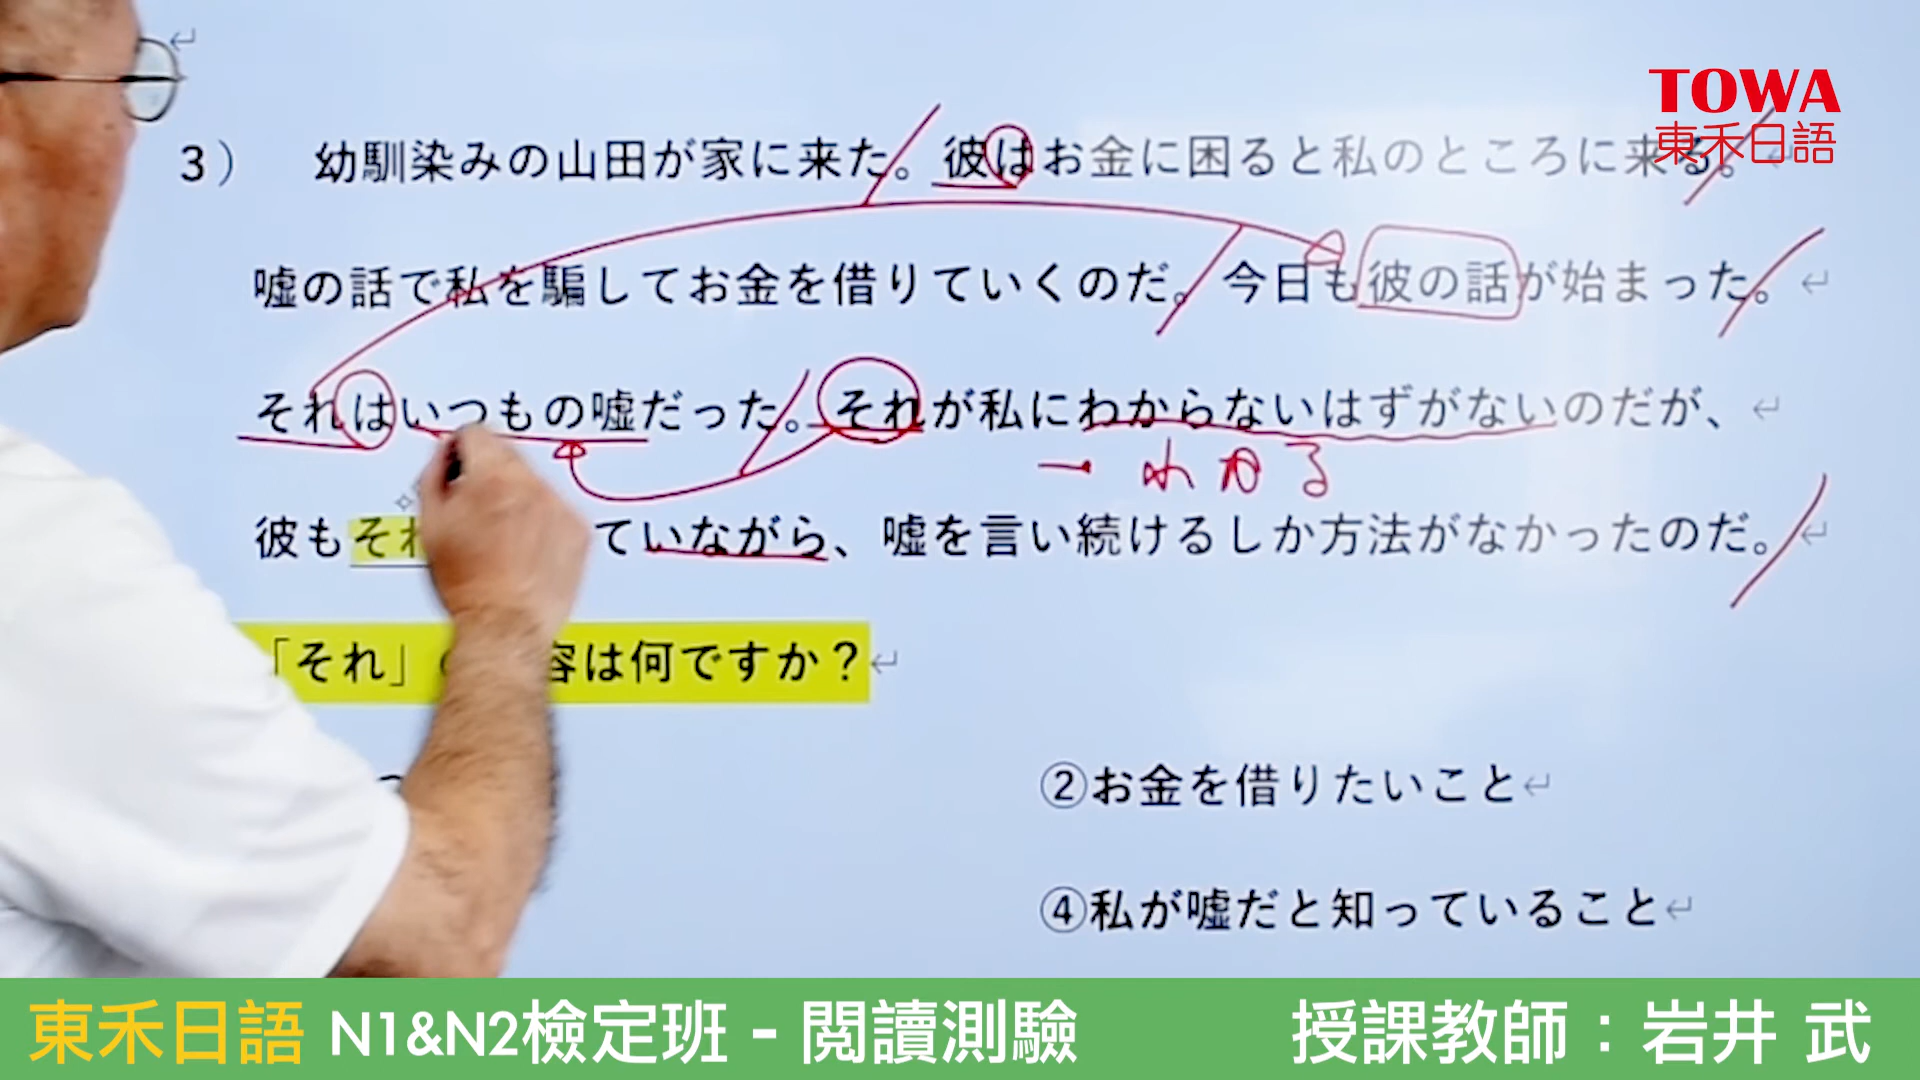 TOWA
東禾日語
3） 幼馴染みの山田が家に来た。彼はお金に困ると私のところに来る。
嘘の話で私を騙してお金を借りていくのだ。今日も彼の話が始まった。
それはいつもの嘘だった。それが私にわからないはずがないのだが、
→ わかる
彼もそれ ていながら、嘘を言い続けるしか方法がなかったのだ。
「それ」 容は何ですか？
②お金を借りたいこと
④私が嘘だと知っていること
東禾日語 N1&N2檢定班 - 閱讀測驗 授課教師：岩井 武